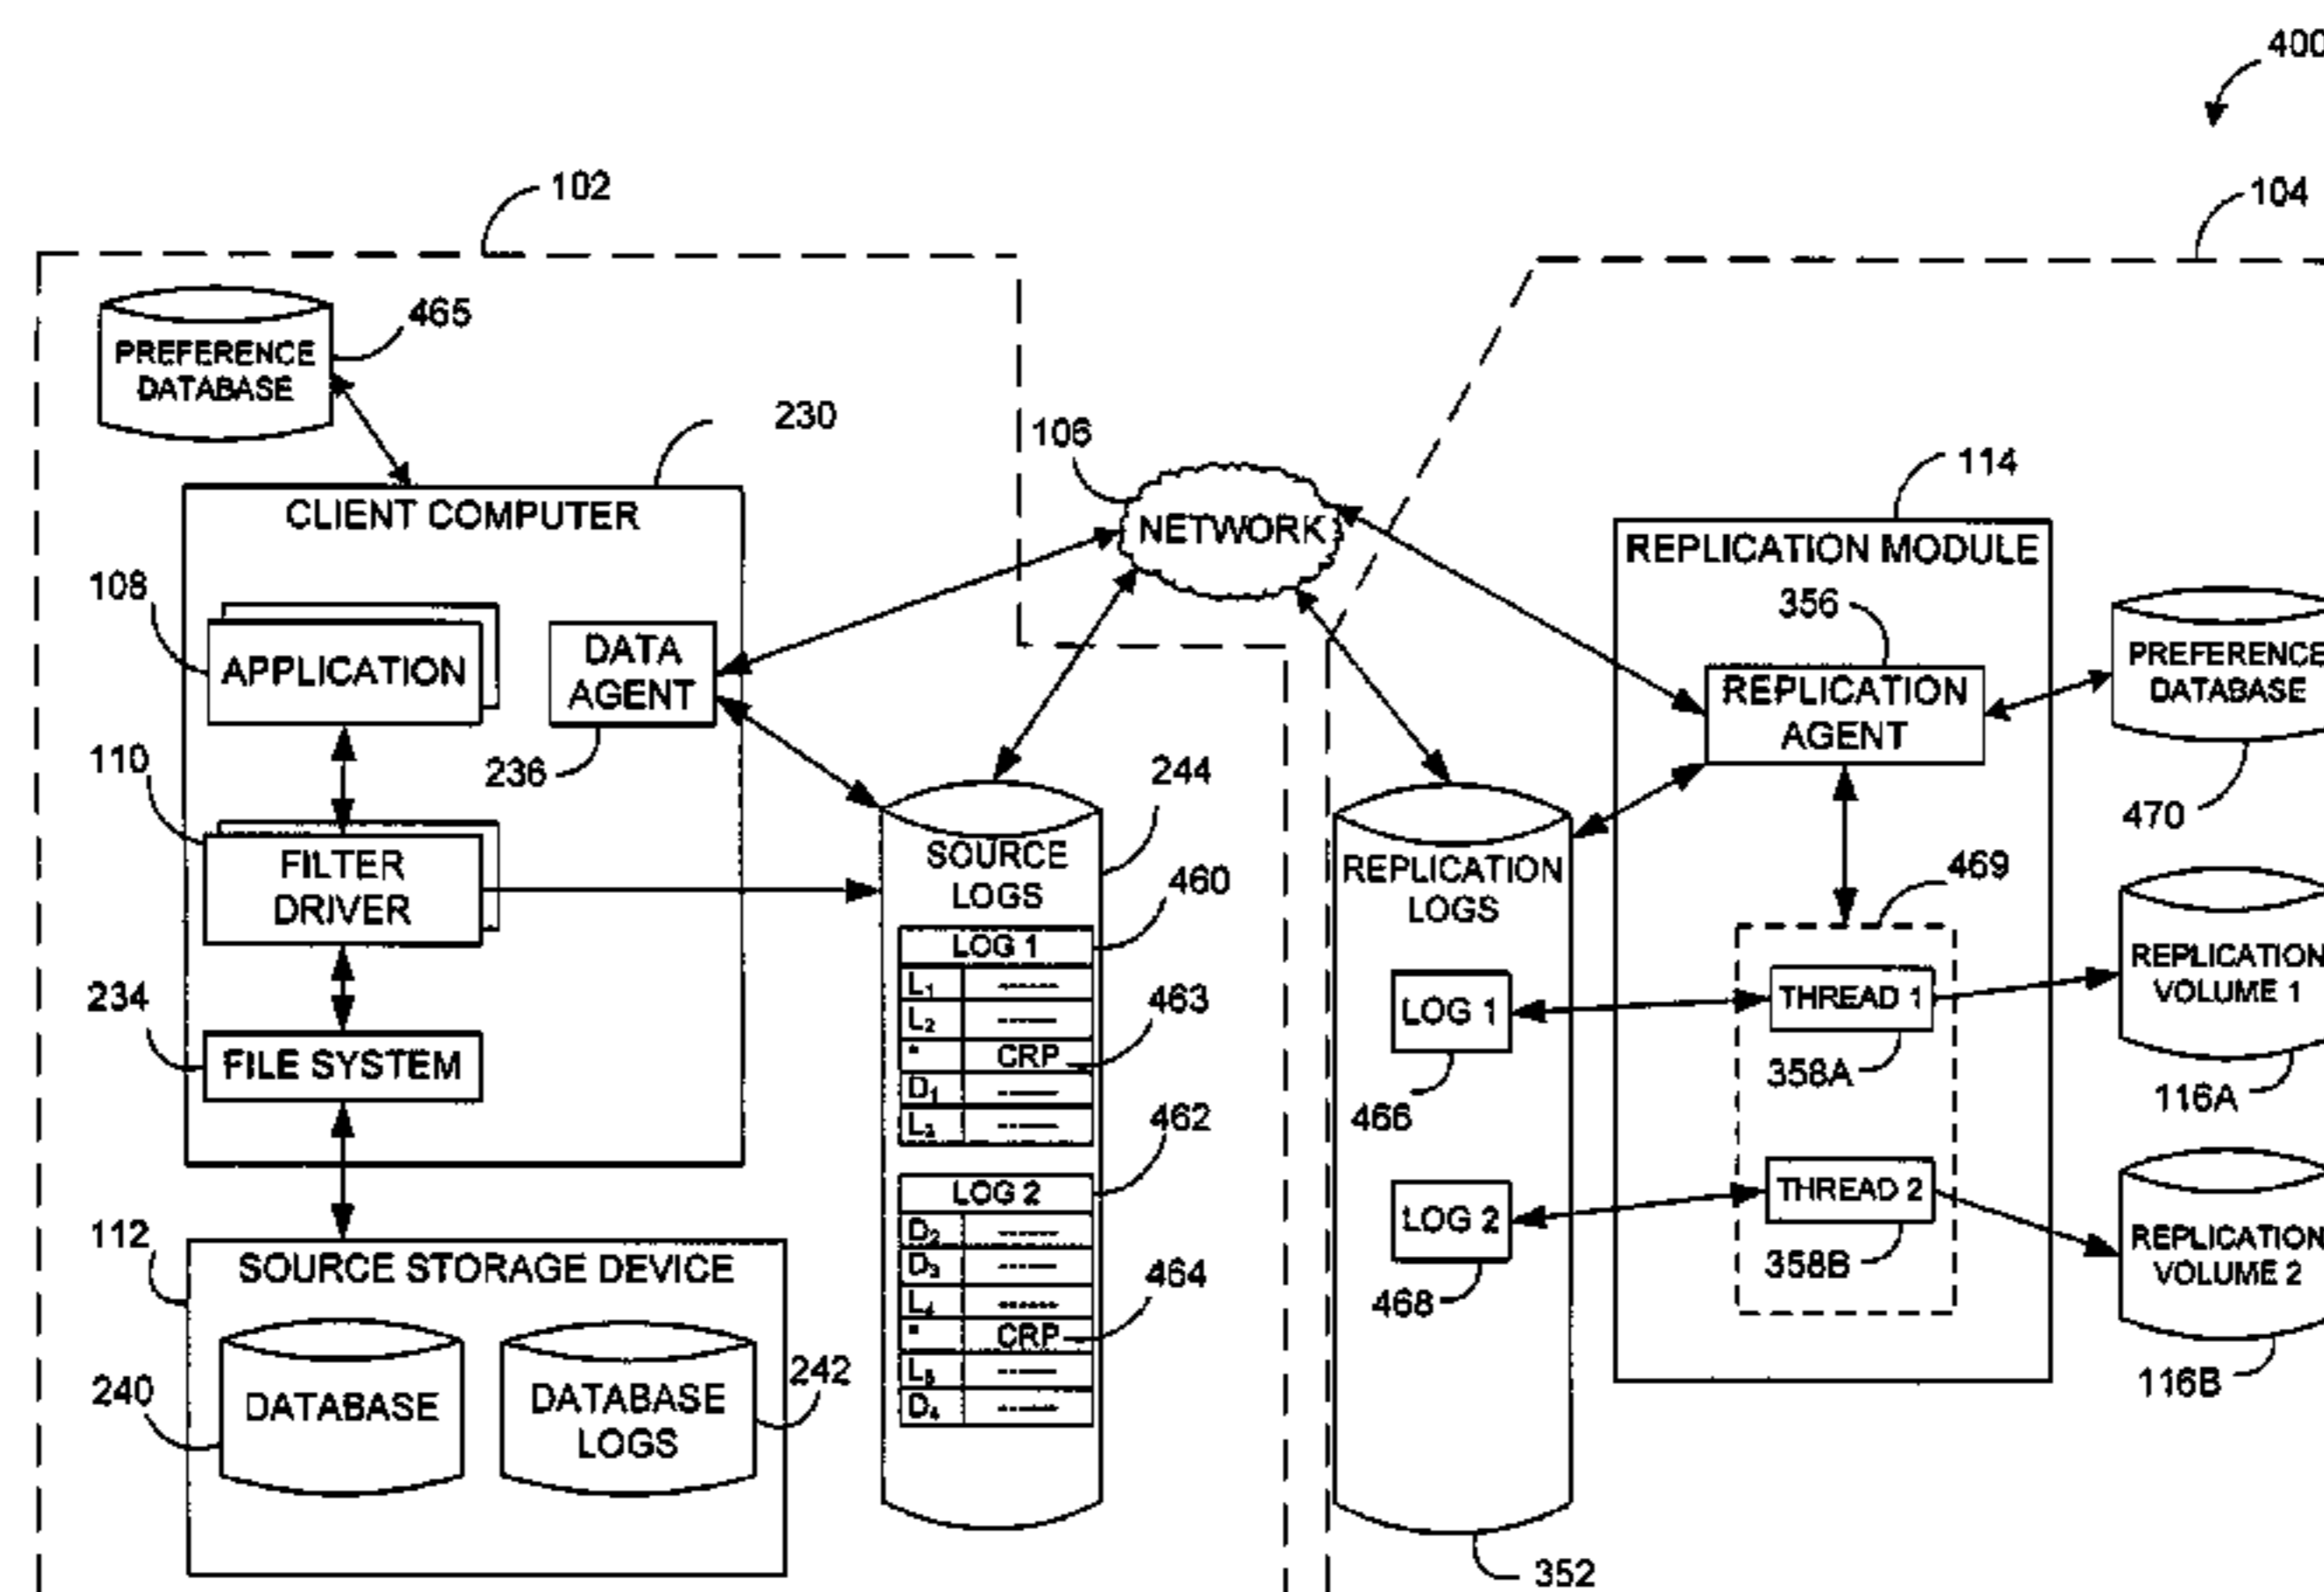 400
102
104
465
PREFERENCE
DATABASE
230
106
114
CLIENT COMPUTER
NETWORK
REPLICATION MODULE
108
356
APPLICATION
DATA
AGENT
REPLICATION
AGENT
PREFERENCE
DATABASE
236
110
244
470
FILTER
DRIVER
SOURCE
LOGS
460
REPLICATION
LOGS
469
LOG 1
L₁ ------
L₂ ------
* CRP
D₁ ------
463
234
FILE SYSTEM
LOG 1
THREAD 1
REPLICATION
VOLUME 1
358A
466
116A
462
LOG 2
D₂ ------
D₃ ------
L₄ ------
* CRP
L₅ ------
D₄ ------
464
112
SOURCE STORAGE DEVICE
LOG 2
THREAD 2
REPLICATION
VOLUME 2
358B
468
116B
240
DATABASE
DATABASE
LOGS
242
352